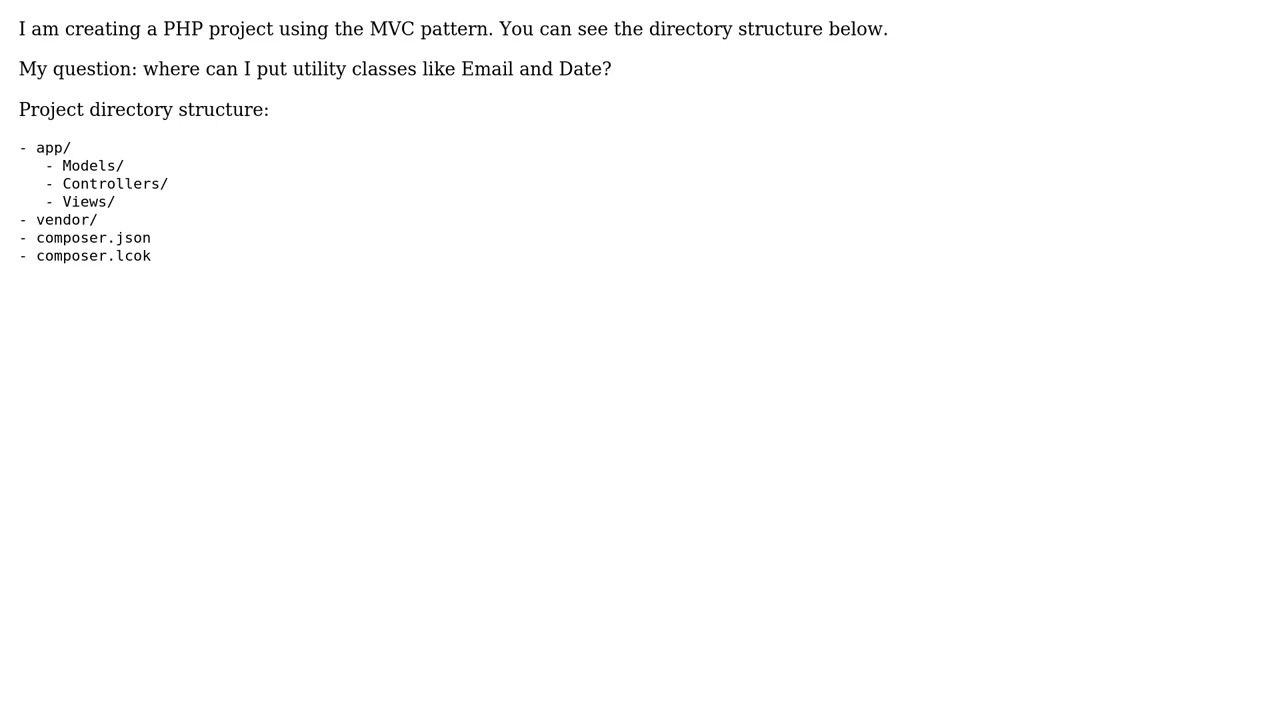 I am creating a PHP project using the MVC pattern. You can see the directory structure below.
My question: where can I put utility classes like Email and Date?
Project directory structure:
- app/
   - Models/
   - Controllers/
   - Views/
- vendor/
- composer.json
- composer.lcok